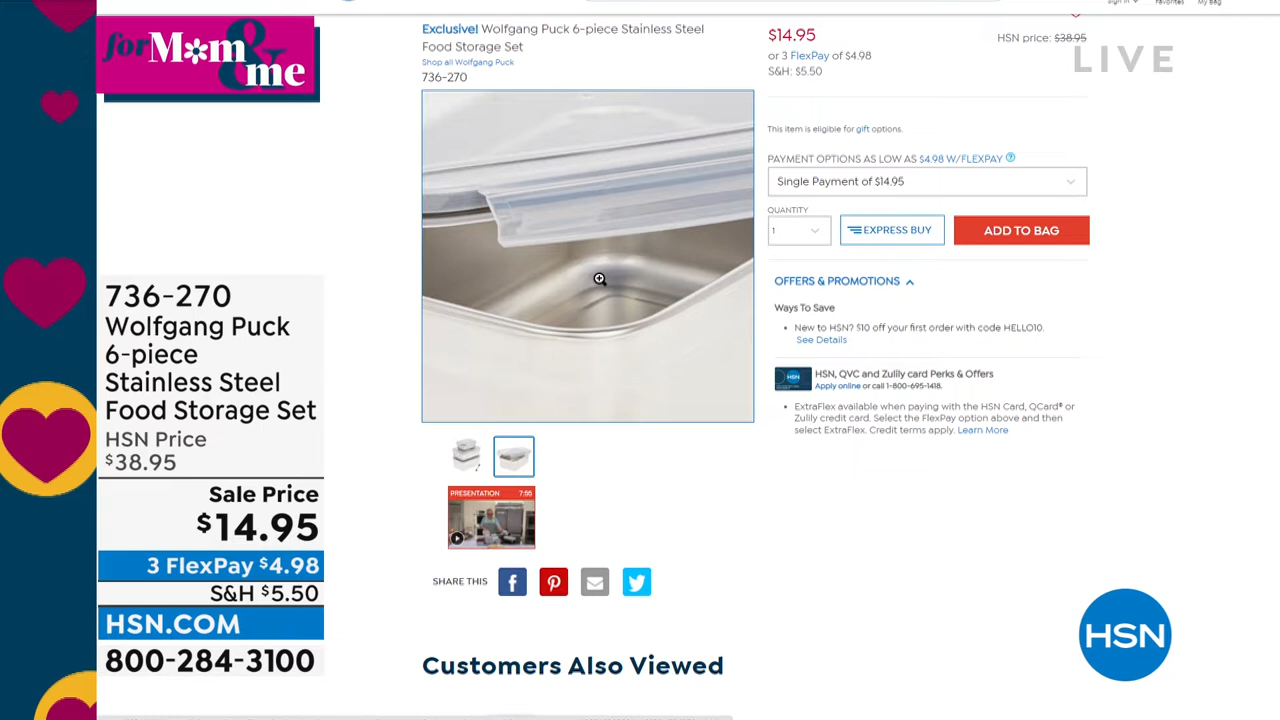 Sign In
Favorites
My Bag
for Mom
&
me
Exclusive! Wolfgang Puck 6-piece Stainless Steel
Food Storage Set
Shop all Wolfgang Puck
736-270
$14.95
HSN price: $38.95
or 3 FlexPay of $4.98
S&H: $5.50
LIVE
This item is eligible for gift options.
PAYMENT OPTIONS AS LOW AS $4.98 W/FLEXPAY ?
Single Payment of $14.95
QUANTITY
1
EXPRESS BUY
ADD TO BAG
OFFERS & PROMOTIONS
Ways To Save
• New to HSN? $10 off your first order with code HELLO10.
See Details
HSN
HSN, QVC and Zulily card Perks & Offers
Apply online or call 1-800-695-1418.
• ExtraFlex available when paying with the HSN Card, QCard® or
Zulily credit card. Select the FlexPay option above and then
select ExtraFlex. Credit terms apply. Learn More
PRESENTATION 7:56
SHARE THIS
Customers Also Viewed
736-270
Wolfgang Puck
6-piece
Stainless Steel
Food Storage Set
HSN Price
$38.95
Sale Price
$14.95
3 FlexPay $4.98
S&H $5.50
HSN.COM
800-284-3100
HSN